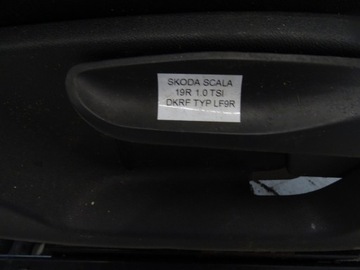 SKODA SCALA
19R 1.0 TSI
DKRF TYP LF9R